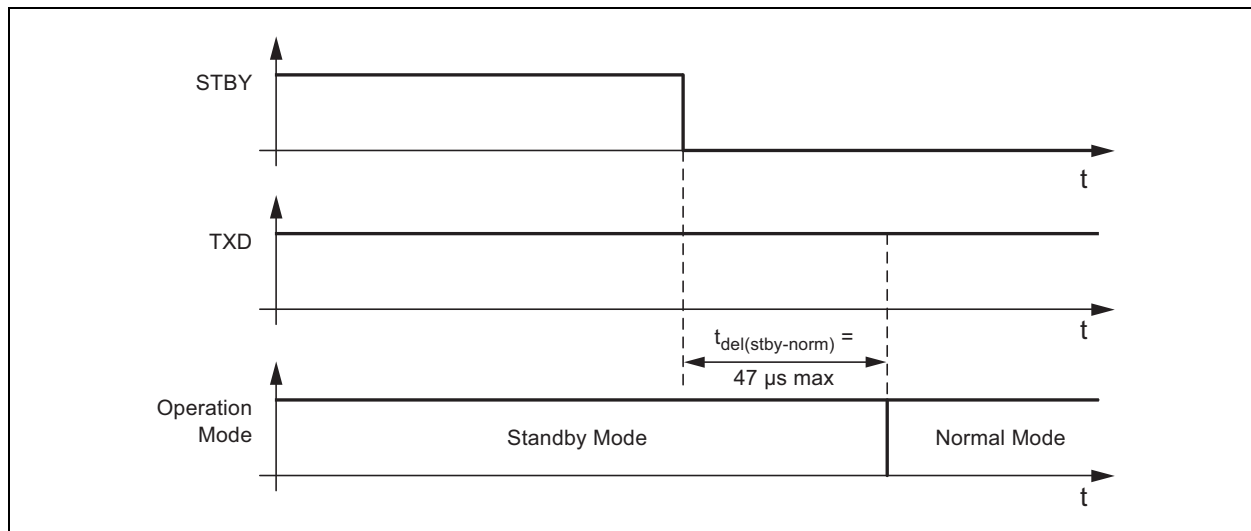 STBY
t
TXD
t
t_del(stby-norm) =
47 µs max
Operation
Mode
Standby Mode
Normal Mode
t